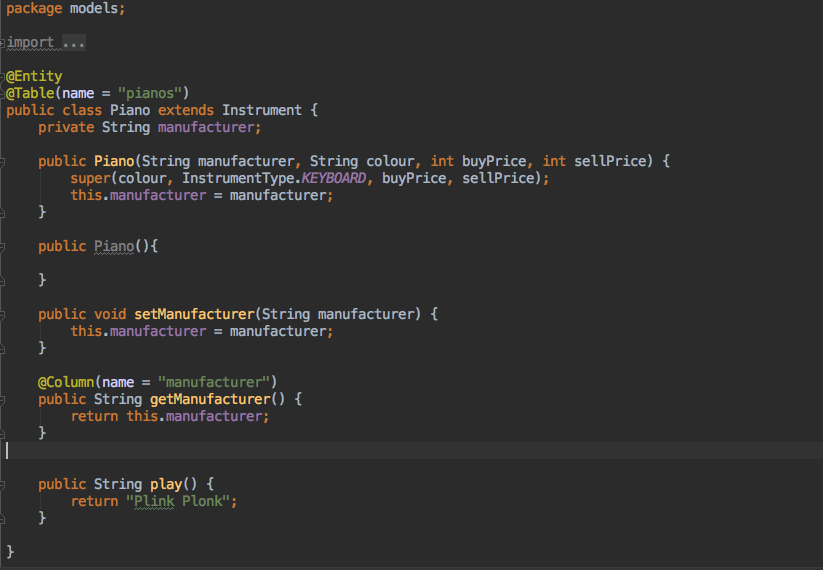 package models;
import ...
@Entity
@Table(name = "pianos")
public class Piano extends Instrument {
private String manufacturer;
public Piano(String manufacturer, String colour, int buyPrice, int sellPrice) {
super(colour, InstrumentType.KEYBOARD, buyPrice, sellPrice);
this.manufacturer = manufacturer;
}
public Piano(){
}
public void setManufacturer(String manufacturer) {
this.manufacturer = manufacturer;
}
@Column(name = "manufacturer")
public String getManufacturer() {
return this.manufacturer;
}
public String play() {
return "Plink Plonk";
}
}